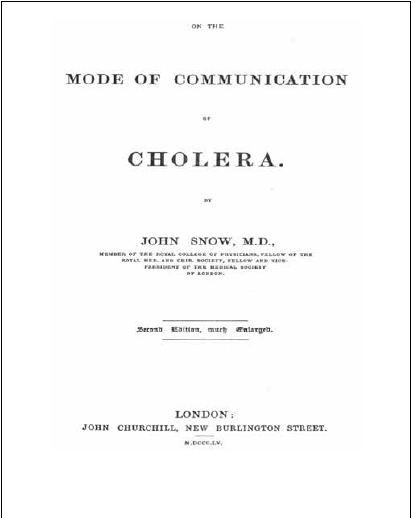 ON THE
MODE OF COMMUNICATION
OF
CHOLERA.
BY
JOHN SNOW, M.D.,
MEMBER OF THE ROYAL COLLEGE OF PHYSICIANS, FELLOW OF THE
ROYAL MED. AND CHIR. SOCIETY, FELLOW AND VICE-
PRESIDENT OF THE MEDICAL SOCIETY
OF LONDON.
Second Edition, much Enlarged.
LONDON:
JOHN CHURCHILL, NEW BURLINGTON STREET.
M.DCCC.LV.